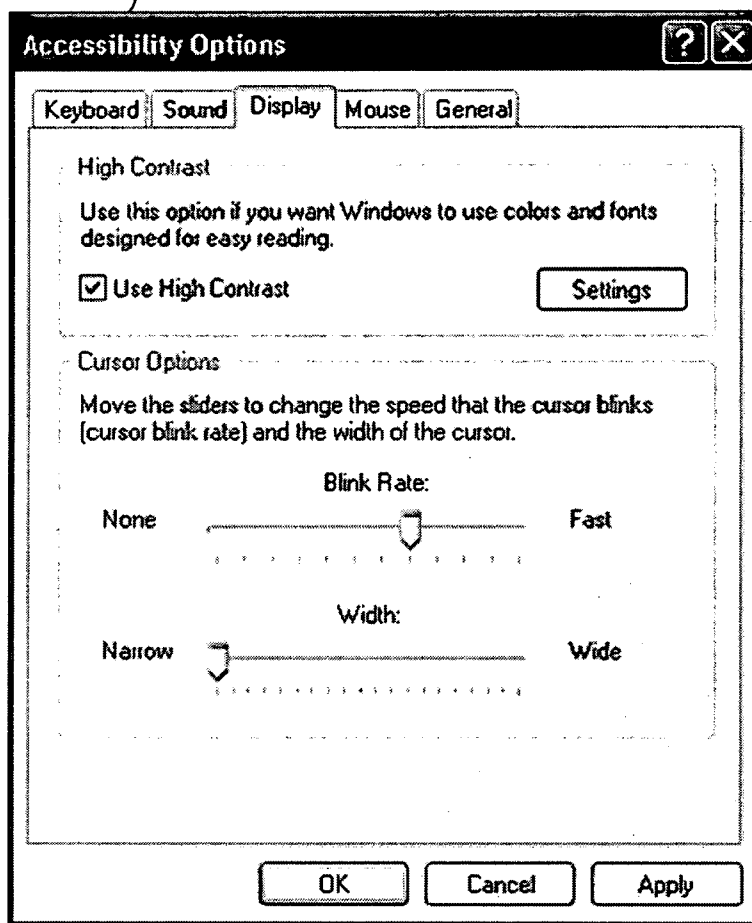 Accessibility Options
Keyboard Sound Display Mouse General
High Contrast
Use this option if you want Windows to use colors and fonts
designed for easy reading.
Use High Contrast Settings
Cursor Options
Move the sliders to change the speed that the cursor blinks
(cursor blink rate) and the width of the cursor.
Blink Rate:
None Fast
Width:
Narrow Wide
OK Cancel Apply